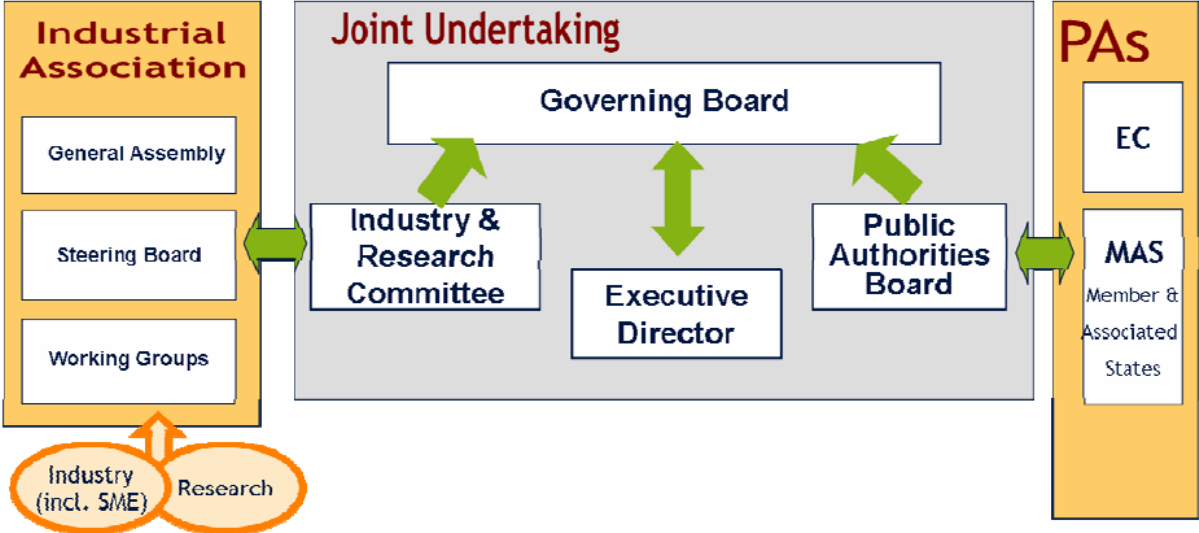 Industrial
Association
General Assembly
Steering Board
Working Groups
Industry
(incl. SME)
Research
Joint Undertaking
Governing Board
Industry &
Research
Committee
Executive
Director
Public
Authorities
Board
PAs
EC
MAS
Member &
Associated
States